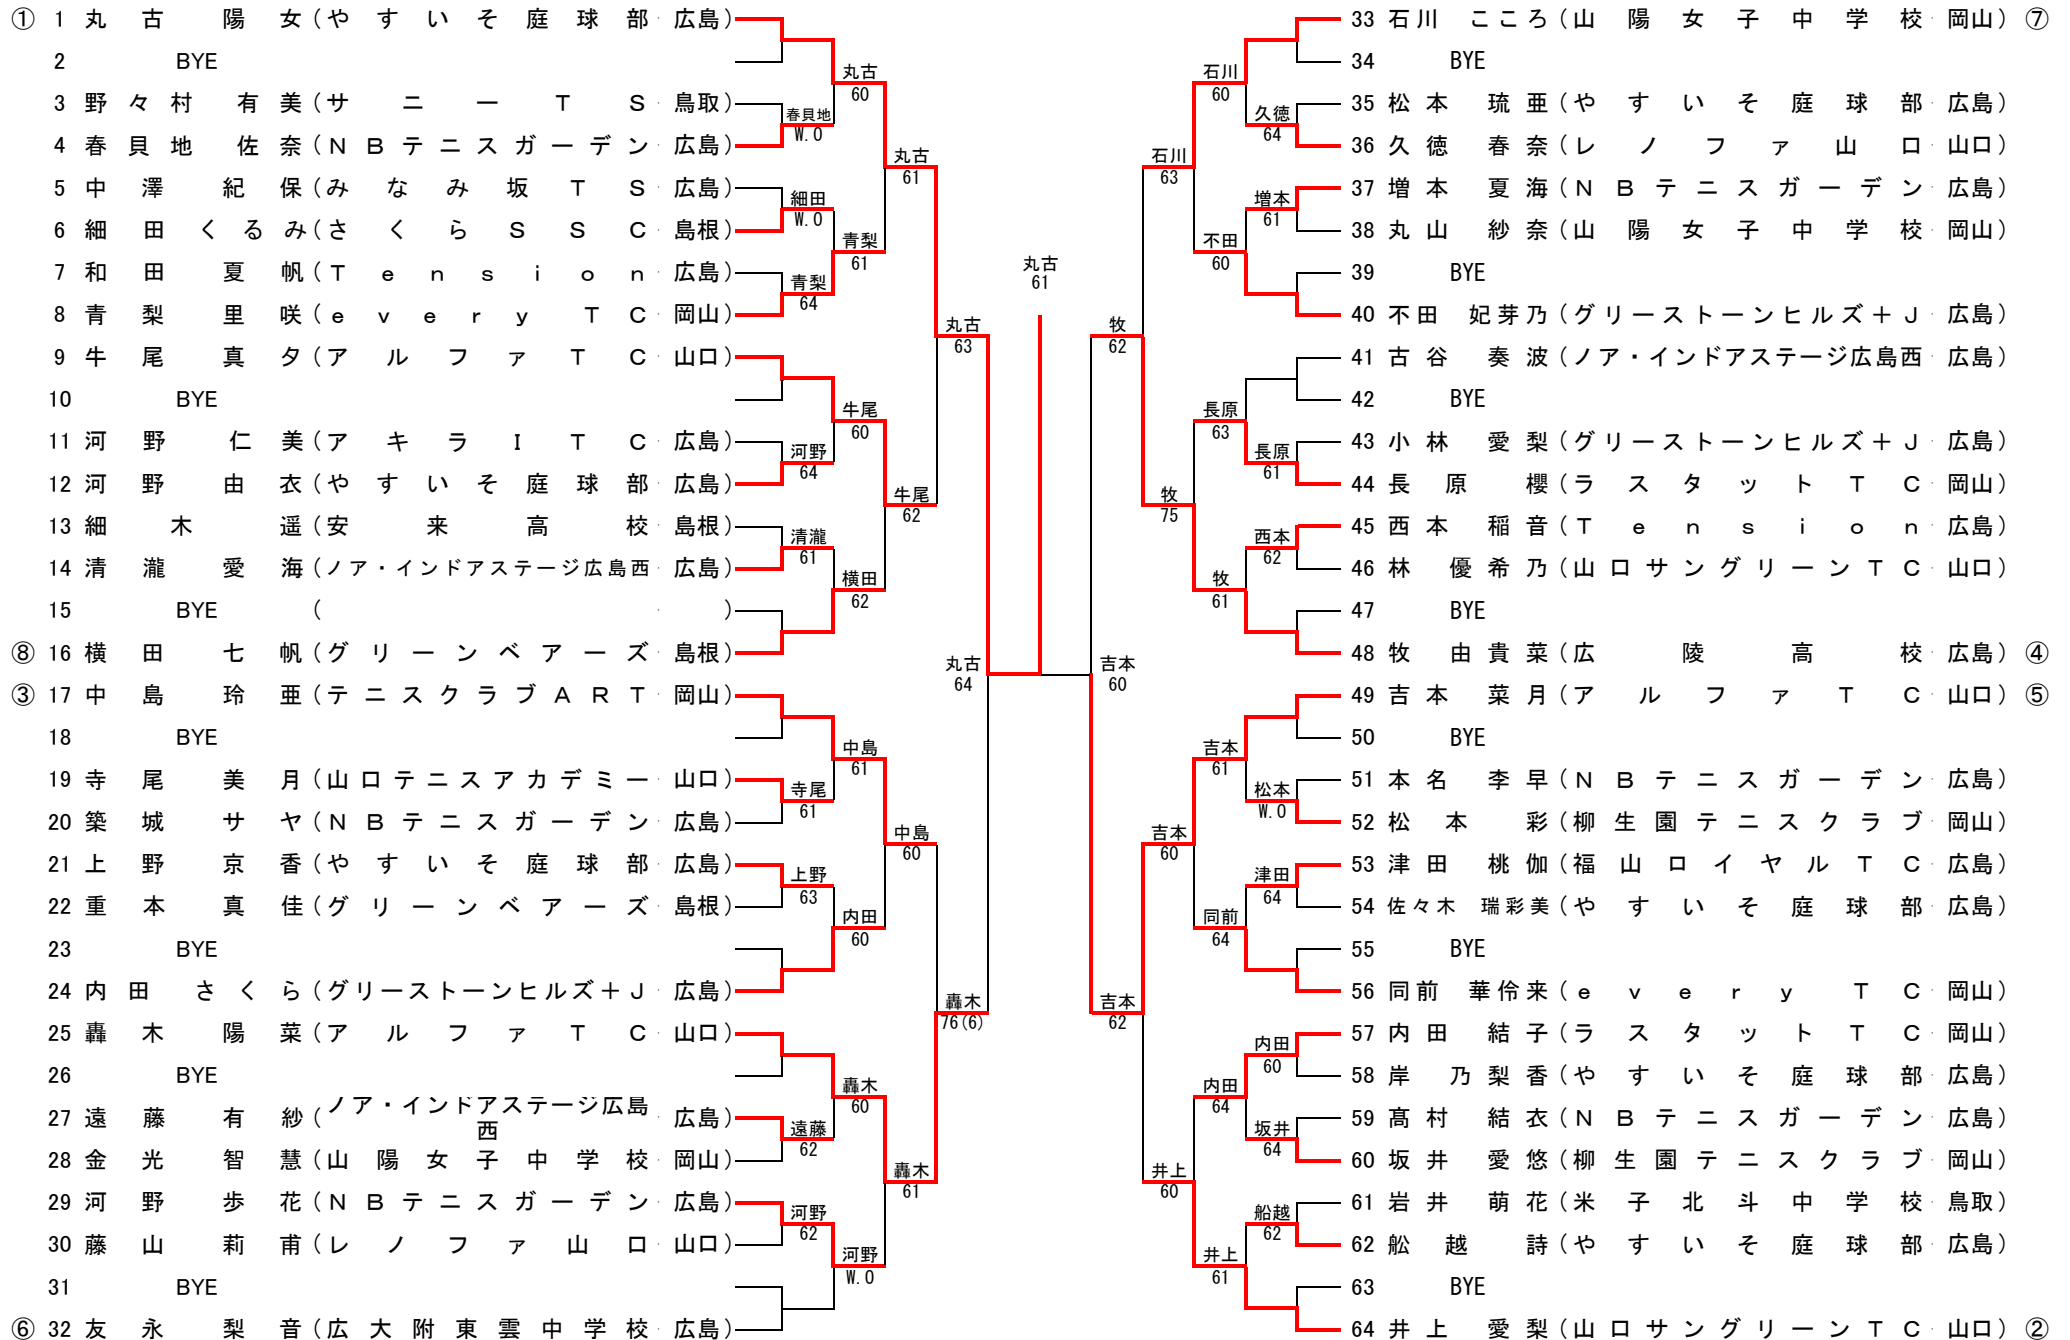 ① 1 丸古 陽女 (やすいそ庭球部 広島)
2 BYE
3 野々村 有美 (サニーTS 鳥取)
4 春貝地 佐奈 (NBテニスガーデン 広島)
5 中澤 紀保 (みなみ坂TS 広島)
6 細田 くるみ (さくらSSC 島根)
7 和田 夏帆 (Tension 広島)
8 青梨 里咲 (every TC 岡山)
9 牛尾 真夕 (アルファTC 山口)
10 BYE
11 河野 仁美 (アキラITC 広島)
12 河野 由衣 (やすいそ庭球部 広島)
13 細木 遥 (安来高校 島根)
14 清瀧 愛海 (ノア・インドアステージ広島西 広島)
15 BYE ( )
⑧ 16 横田 七帆 (グリーンベアーズ 島根)
③ 17 中島 玲亜 (テニスクラブART 岡山)
18 BYE
19 寺尾 美月 (山口テニスアカデミー 山口)
20 築城 サヤ (NBテニスガーデン 広島)
21 上野 京香 (やすいそ庭球部 広島)
22 重本 真佳 (グリーンベアーズ 島根)
23 BYE
24 内田 さくら (グリーストーンヒルズ+J 広島)
25 轟木 陽菜 (アルファTC 山口)
26 BYE
27 遠藤 有紗 (ノア・インドアステージ広島
西 広島)
28 金光 智慧 (山陽女子中学校 岡山)
29 河野 歩花 (NBテニスガーデン 広島)
30 藤山 莉甫 (レノファ山口 山口)
31 BYE
⑥ 32 友永 梨音 (広大附東雲中学校 広島)
春貝地
W.O
細田
W.O
青梨
64
河野
64
清瀧
61
寺尾
61
上野
63
遠藤
62
河野
62
丸古
60
青梨
61
牛尾
60
横田
62
中島
61
内田
60
轟木
60
河野
W.O
丸古
61
牛尾
62
中島
60
轟木
61
丸古
63
轟木
76(6)
丸古
64
丸古
61
吉本
60
牧
62
吉本
62
石川
63
牧
75
吉本
60
井上
60
石川
60
不田
60
長原
63
牧
61
吉本
61
同前
64
内田
64
井上
61
久徳
64
増本
61
長原
61
西本
62
松本
W.O
津田
64
内田
60
坂井
64
船越
62
33 石川 こころ (山陽女子中学校 岡山) ⑦
34 BYE
35 松本 琉亜 (やすいそ庭球部 広島)
36 久徳 春奈 (レノファ山口 山口)
37 増本 夏海 (NBテニスガーデン 広島)
38 丸山 紗奈 (山陽女子中学校 岡山)
39 BYE
40 不田 妃芽乃 (グリーストーンヒルズ+J 広島)
41 古谷 奏波 (ノア・インドアステージ広島西 広島)
42 BYE
43 小林 愛梨 (グリーストーンヒルズ+J 広島)
44 長原 櫻 (ラスタットTC 岡山)
45 西本 稲音 (Tension 広島)
46 林 優希乃 (山口サングリーンTC 山口)
47 BYE
48 牧 由貴菜 (広陵高校 広島) ④
49 吉本 菜月 (アルファTC 山口) ⑤
50 BYE
51 本名 李早 (NBテニスガーデン 広島)
52 松本 彩 (柳生園テニスクラブ 岡山)
53 津田 桃伽 (福山ロイヤルTC 広島)
54 佐々木 瑞彩美 (やすいそ庭球部 広島)
55 BYE
56 同前 華伶来 (every TC 岡山)
57 内田 結子 (ラスタットTC 岡山)
58 岸 乃梨香 (やすいそ庭球部 広島)
59 髙村 結衣 (NBテニスガーデン 広島)
60 坂井 愛悠 (柳生園テニスクラブ 岡山)
61 岩井 萌花 (米子北斗中学校 鳥取)
62 船越 詩 (やすいそ庭球部 広島)
63 BYE
64 井上 愛梨 (山口サングリーンTC 山口) ②